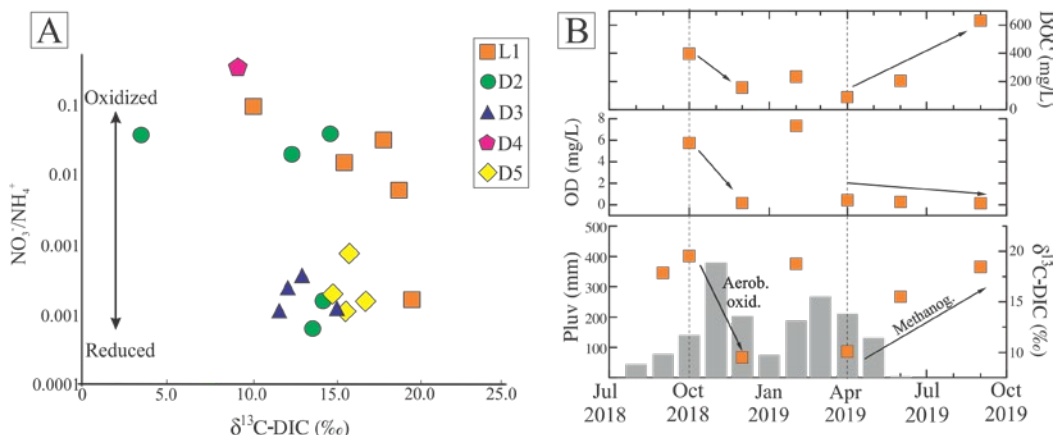 A
L1
D2
D3
D4
D5
Oxidized
Reduced
0.1
0.01
0.001
0.001
0.0001
NO₃⁻/NH₄⁺
0.0
5.0
10.0
15.0
20.0
25.0
δ¹³C-DIC (‰)
B
600
400
200
0
DOC (mg/L)
8
6
4
2
0
OD (mg/L)
500
400
300
200
100
Pluv (mm)
Aerob.
oxid.
Methanog.
20
15
10
δ¹³C-DIC (‰)
Jul Oct Jan Apr Jul Oct
2018 2018 2019 2019 2019 2019